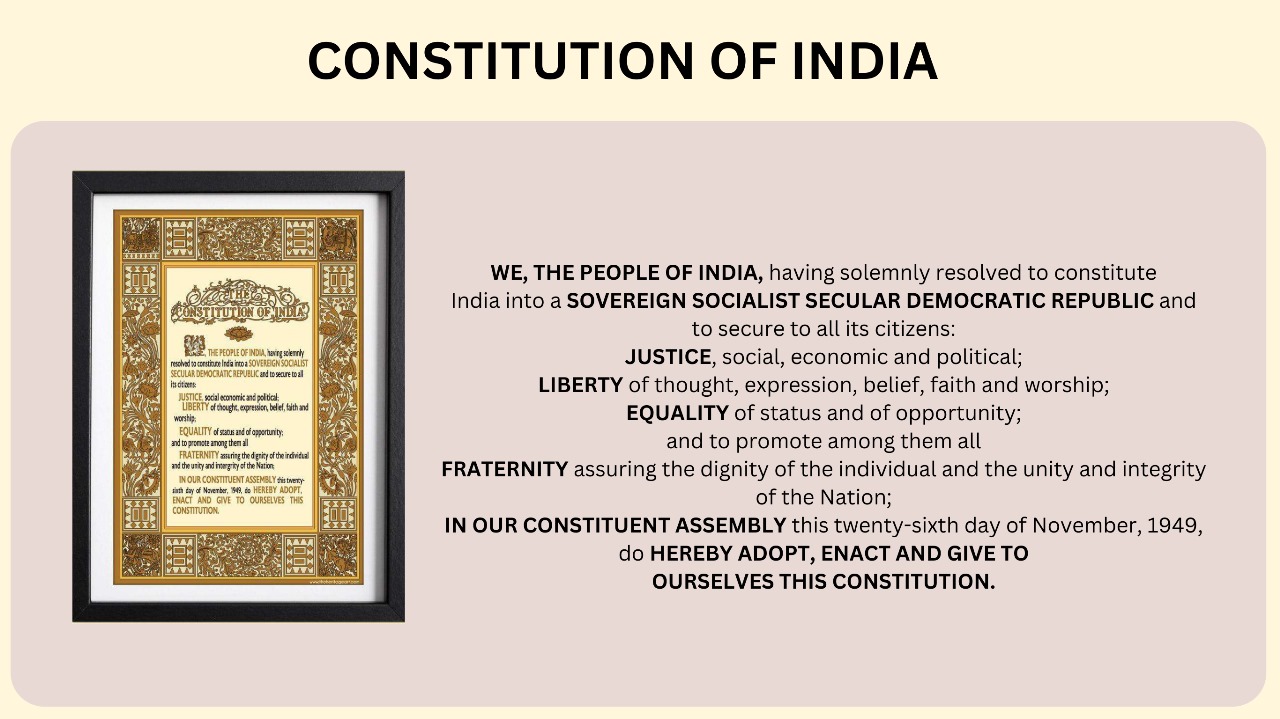 CONSTITUTION OF INDIA
THE
CONSTITUTION OF INDIA
WE, THE PEOPLE OF INDIA, having solemnly
resolved to constitute India into a SOVEREIGN SOCIALIST
SECULAR DEMOCRATIC REPUBLIC and to secure to all
its citizens:
JUSTICE, social economic and political;
LIBERTY of thought, expression, belief, faith and
worship;
EQUALITY of status and of opportunity;
and to promote among them all
FRATERNITY assuring the dignity of the individual
and the unity and intergrity of the Nation;
IN OUR CONSTITUENT ASSEMBLY this twenty-
sixth day of November, 1949, do HEREBY ADOPT,
ENACT AND GIVE TO OURSELVES THIS
CONSTITUTION.
WE, THE PEOPLE OF INDIA, having solemnly resolved to constitute
India into a SOVEREIGN SOCIALIST SECULAR DEMOCRATIC REPUBLIC and
to secure to all its citizens:
JUSTICE, social, economic and political;
LIBERTY of thought, expression, belief, faith and worship;
EQUALITY of status and of opportunity;
and to promote among them all
FRATERNITY assuring the dignity of the individual and the unity and integrity
of the Nation;
IN OUR CONSTITUENT ASSEMBLY this twenty-sixth day of November, 1949,
do HEREBY ADOPT, ENACT AND GIVE TO
OURSELVES THIS CONSTITUTION.